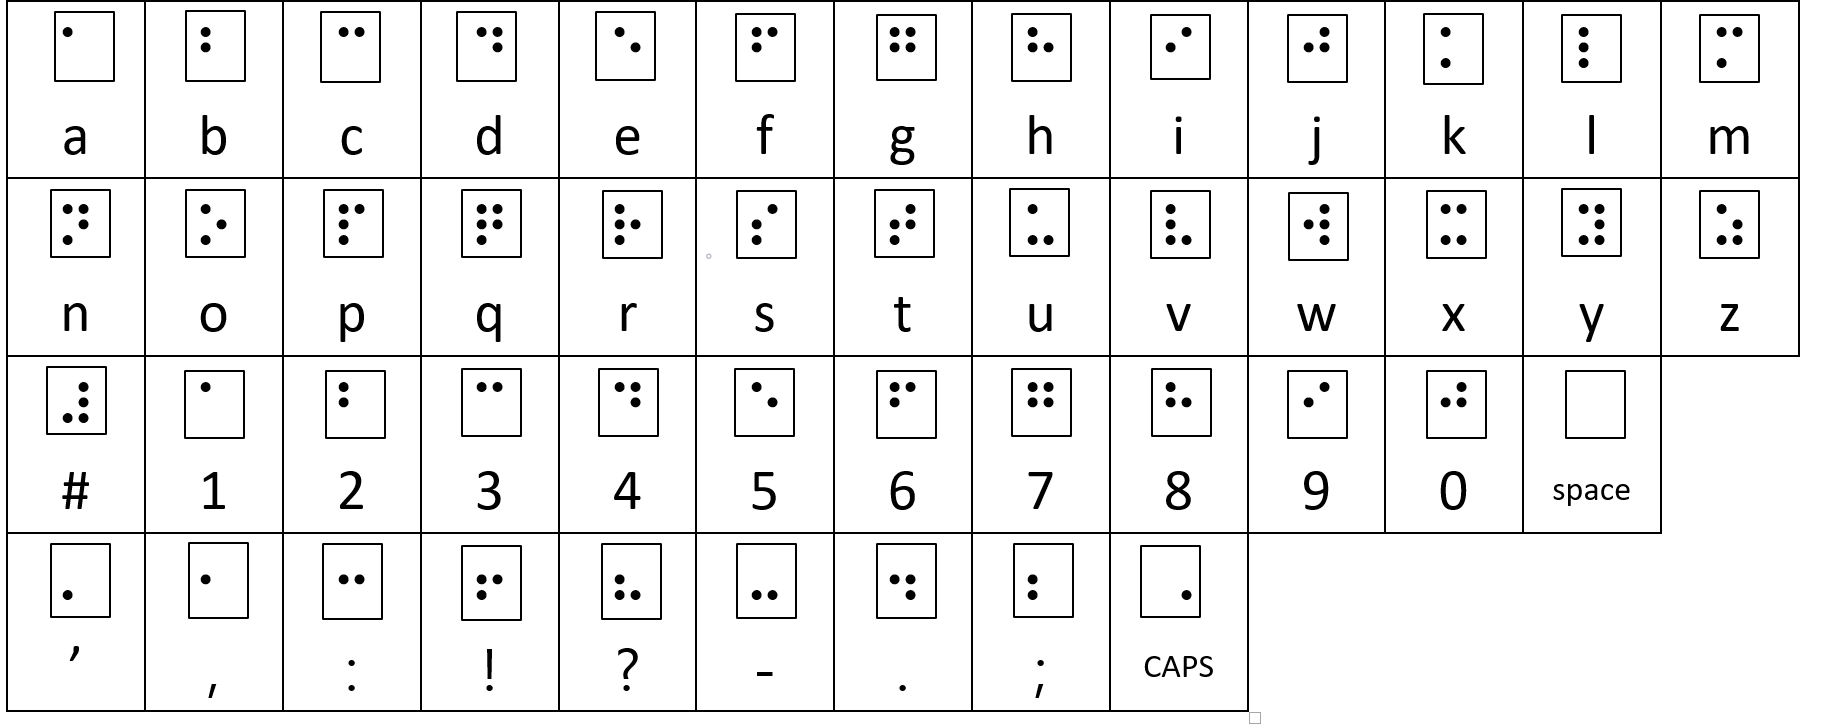 a b c d e f g h i j k l m
n o p q r s t u v w x y z
# 1 2 3 4 5 6 7 8 9 0 space
’ , : ! ? - . ; CAPS